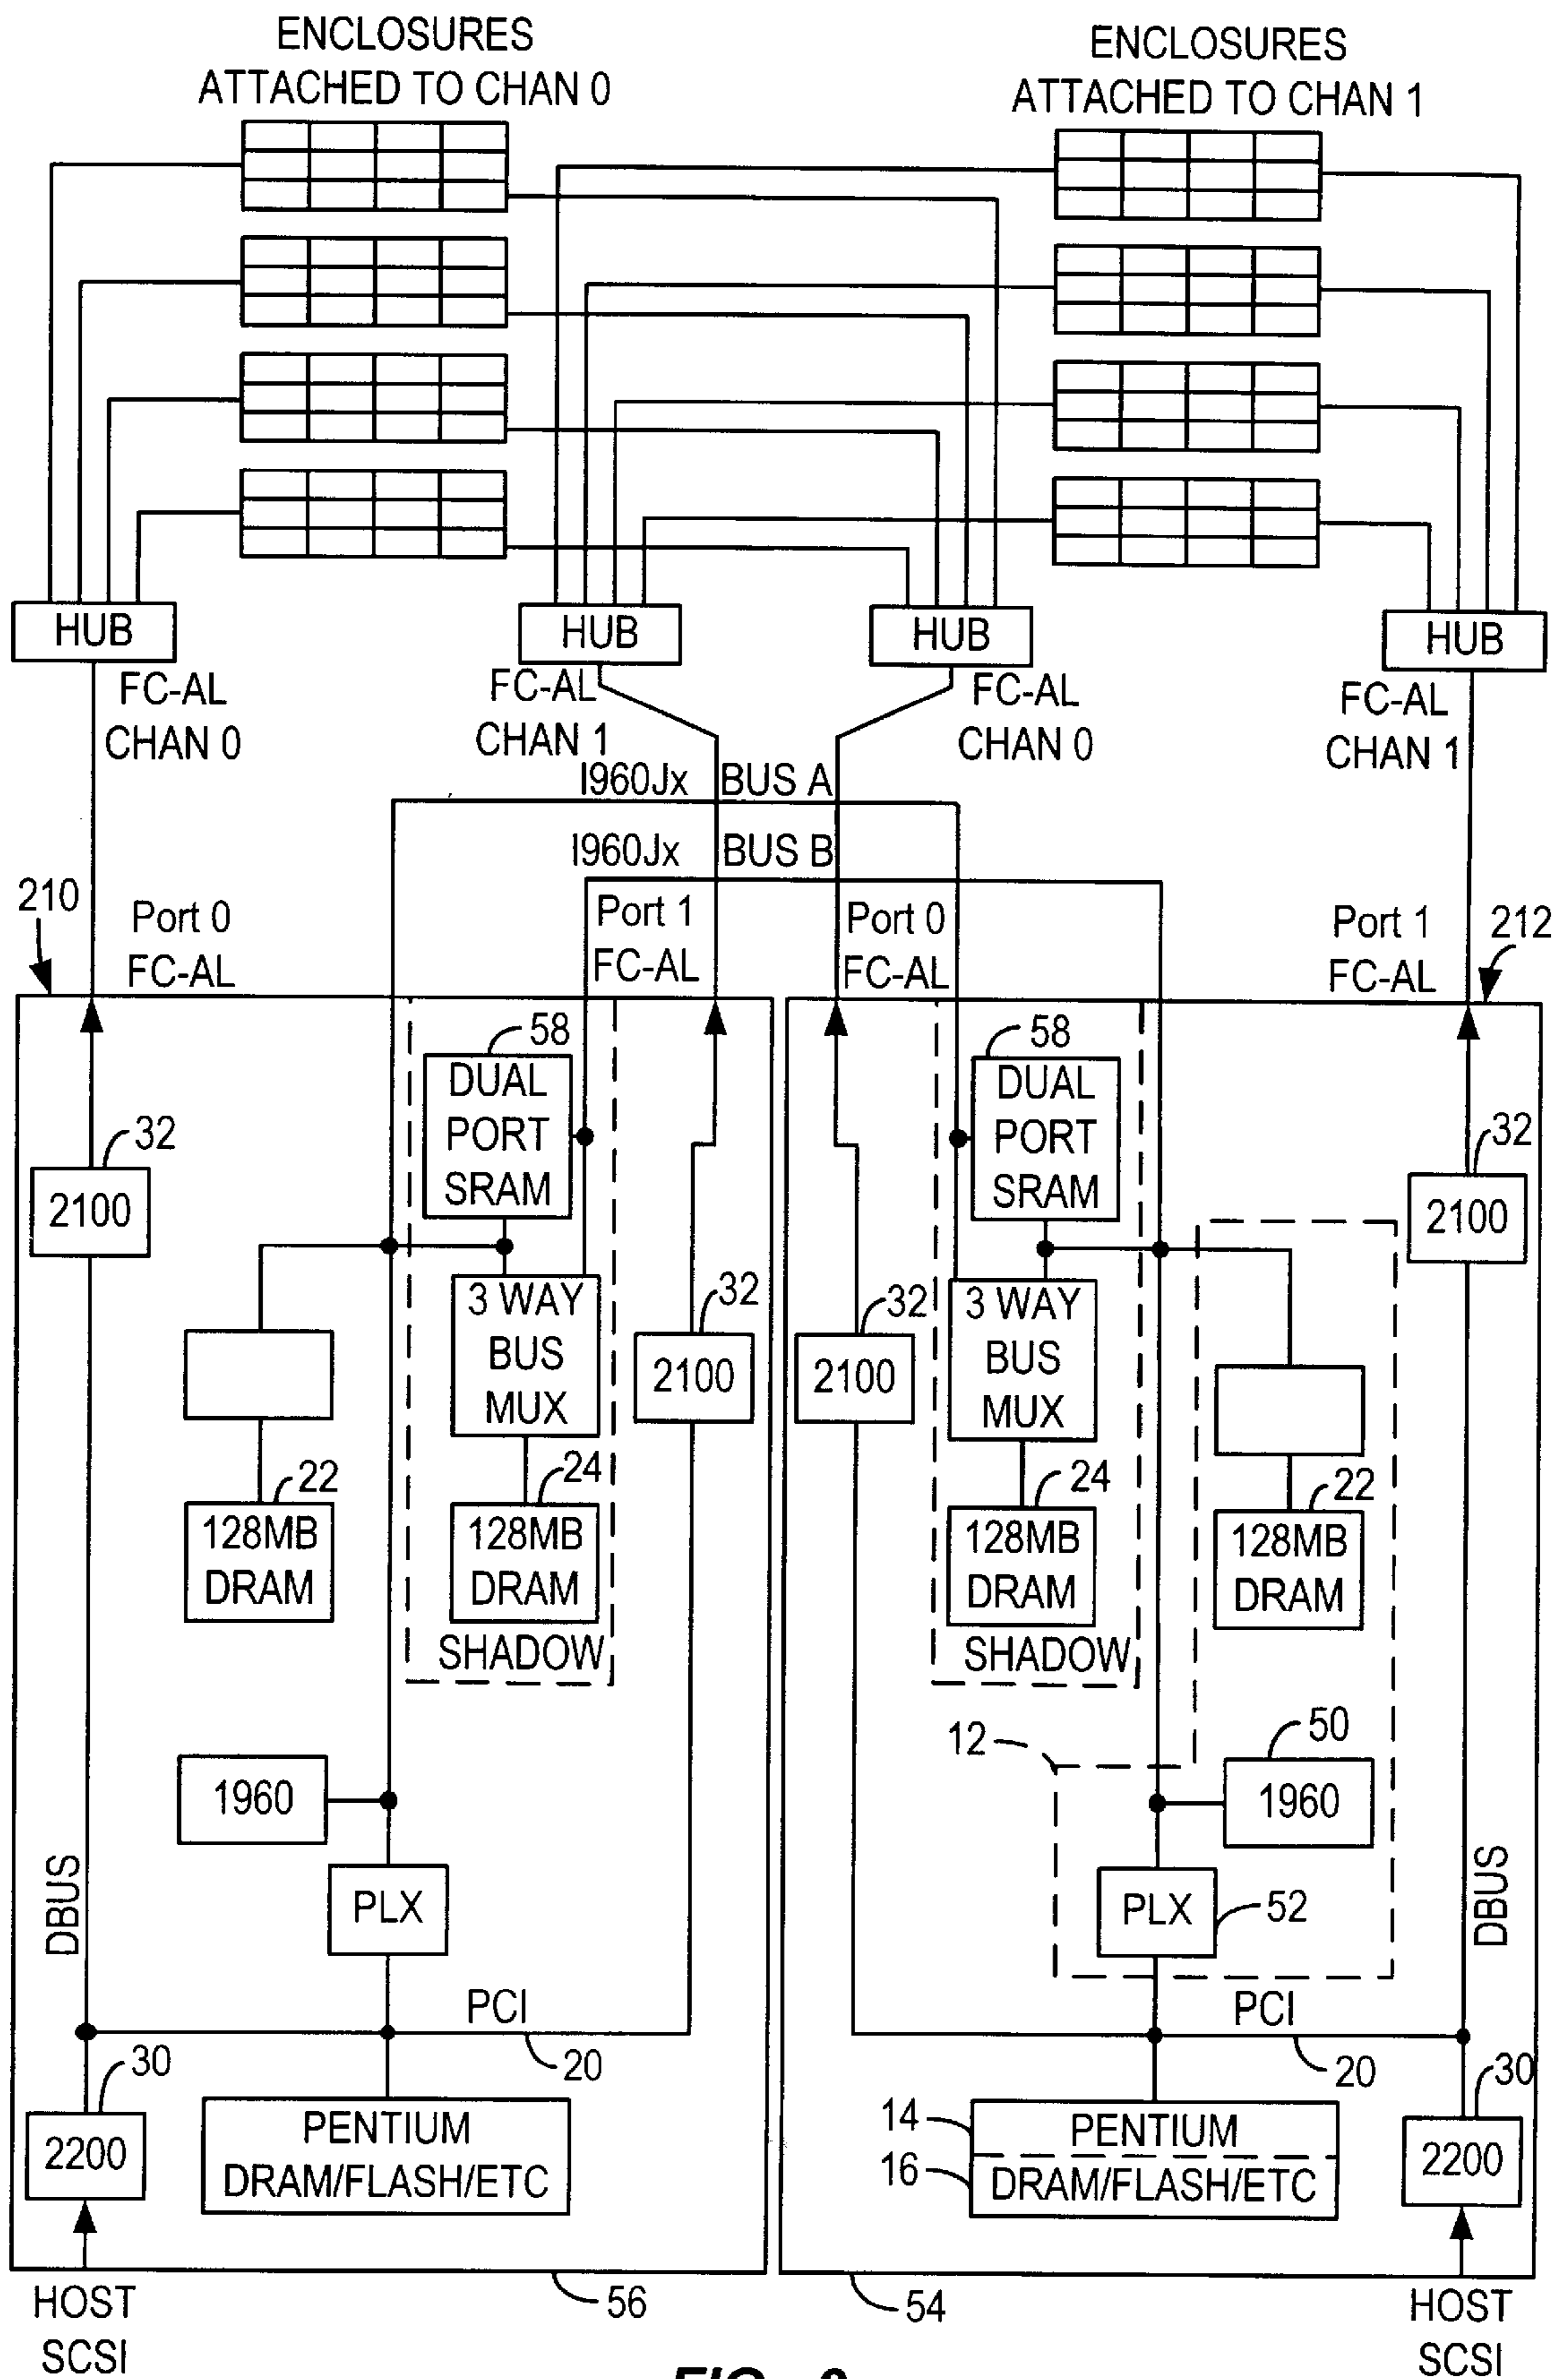 ENCLOSURES
ATTACHED TO CHAN 0
ENCLOSURES
ATTACHED TO CHAN 1
HUB
HUB
HUB
HUB
FC-AL
CHAN 0
FC-AL
CHAN 1
FC-AL
CHAN 0
FC-AL
CHAN 1
I960Jx BUS A
I960Jx BUS B
210
Port 0
FC-AL
Port 1
FC-AL
Port 0
FC-AL
Port 1
FC-AL
212
58
DUAL
PORT
SRAM
58
DUAL
PORT
SRAM
32
2100
32
2100
3 WAY
BUS
MUX
32
2100
32
2100
3 WAY
BUS
MUX
22
128MB
DRAM
24
128MB
DRAM
SHADOW
24
128MB
DRAM
SHADOW
22
128MB
DRAM
1960
12
50
1960
DBUS
PLX
PLX
52
DBUS
PCI
20
PCI
20
30
2200
PENTIUM
DRAM/FLASH/ETC
14
PENTIUM
16
DRAM/FLASH/ETC
30
2200
HOST
SCSI
56
54
HOST
SCSI